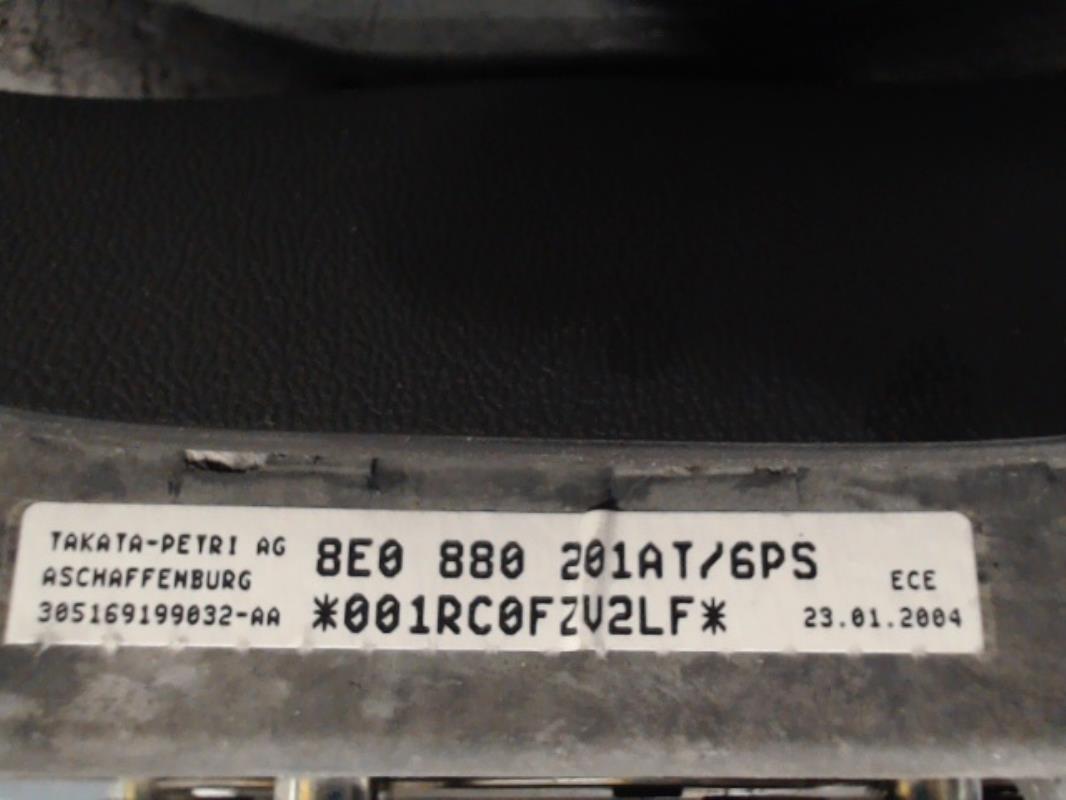 TAKATA-PETRI AG
ASCHAFFENBURG
305169199032-AA
8E0 880 201AT/6PS
*001RC0FZV2LF*
ECE
23.01.2004